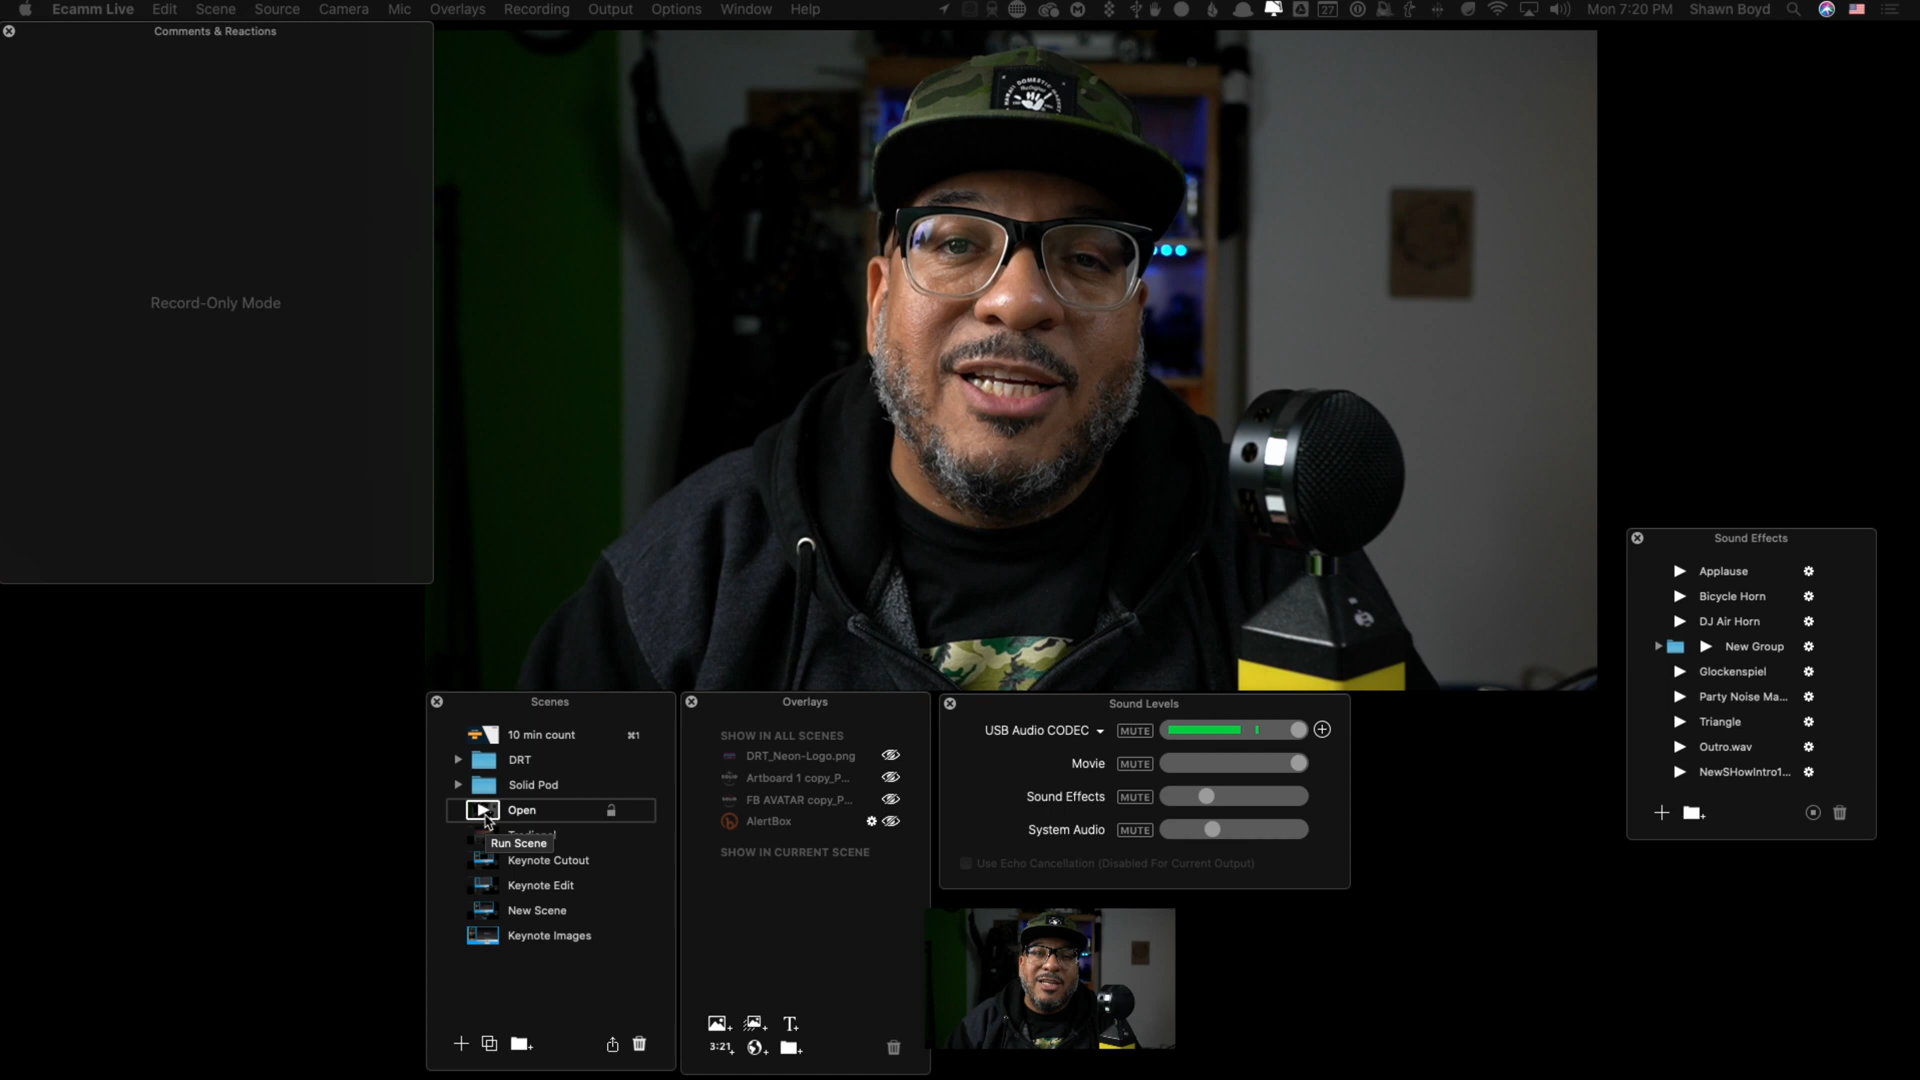 Ecamm Live Edit Scene Source Camera Mic Overlays Recording Output Options Window Help
27 Mon 7:20 PM Shawn Boyd
Comments & Reactions
Record-Only Mode
Scenes
10 min count ⌘1
DRT
Solid Pod
Open
Run Scene
Keynote Cutout
Keynote Edit
New Scene
Keynote Images
Overlays
SHOW IN ALL SCENES
DRT_Neon-Logo.png
Artboard 1 copy_P...
FB AVATAR copy_P...
AlertBox
SHOW IN CURRENT SCENE
T+
3:21+
Sound Levels
USB Audio CODEC MUTE
Movie MUTE
Sound Effects MUTE
System Audio MUTE
Use Echo Cancellation (Disabled For Current Output)
Sound Effects
Applause
Bicycle Horn
DJ Air Horn
New Group
Glockenspiel
Party Noise Ma...
Triangle
Outro.wav
NewSHowIntro1...